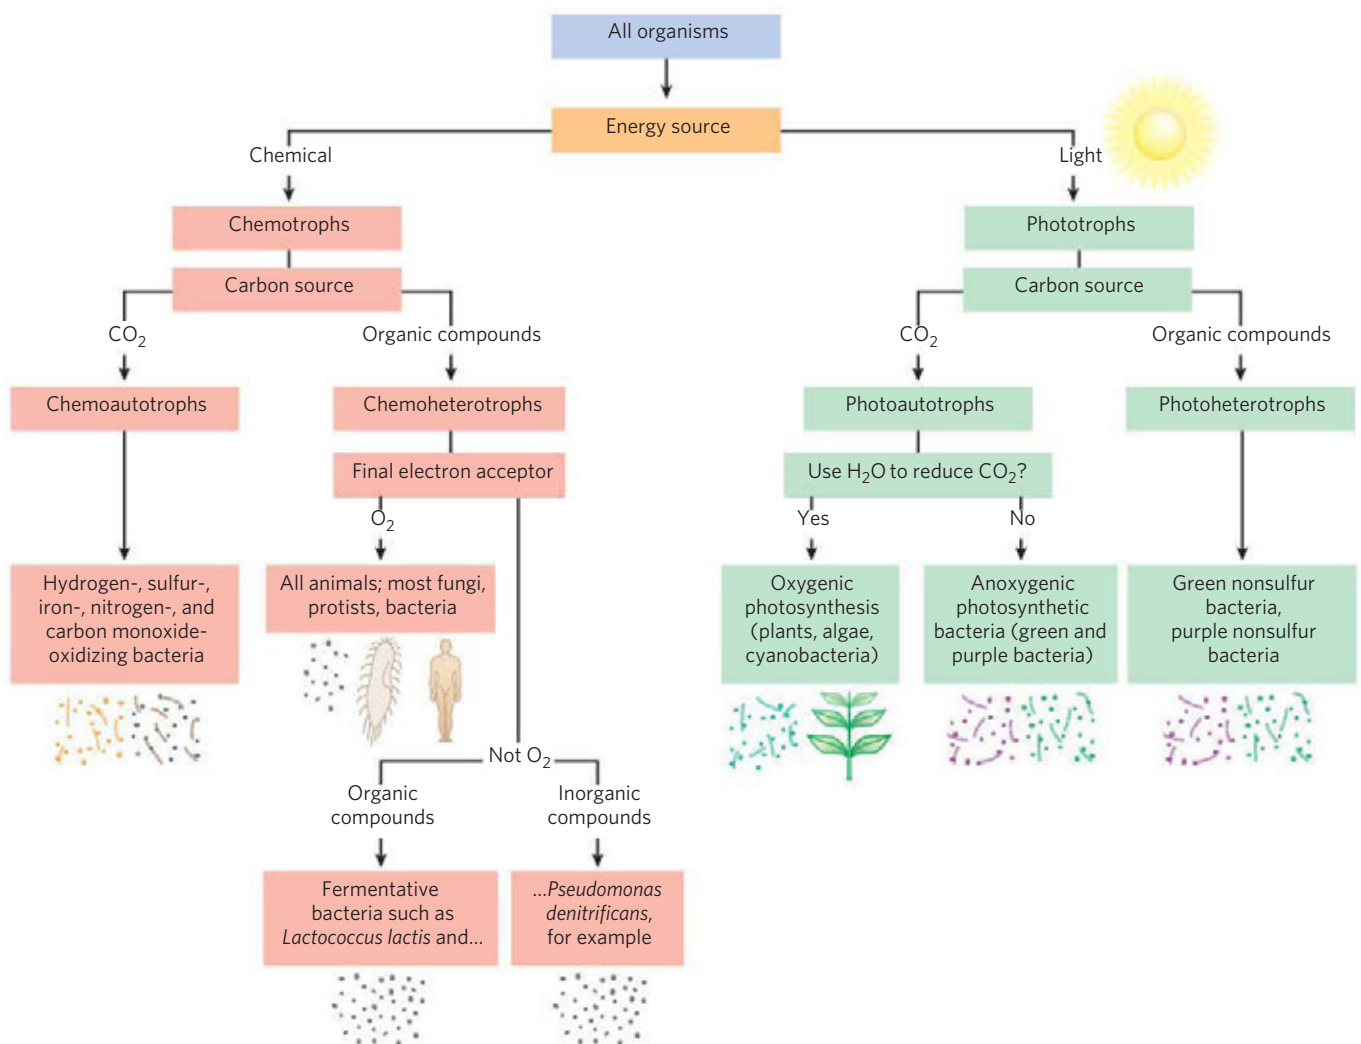 All organisms
Energy source
Chemical
Light
Chemotrophs
Phototrophs
Carbon source
Carbon source
CO₂
Organic compounds
CO₂
Organic compounds
Chemoautotrophs
Chemoheterotrophs
Photoautotrophs
Photoheterotrophs
Final electron acceptor
Use H₂O to reduce CO₂?
O₂
Yes
No
Hydrogen-, sulfur-,
iron-, nitrogen-, and
carbon monoxide-
oxidizing bacteria
All animals; most fungi,
protists, bacteria
Oxygenic
photosynthesis
(plants, algae,
cyanobacteria)
Anoxygenic
photosynthetic
bacteria (green and
purple bacteria)
Green nonsulfur
bacteria,
purple nonsulfur
bacteria
Not O₂
Organic
compounds
Inorganic
compounds
Fermentative
bacteria such as
Lactococcus lactis and...
...Pseudomonas
denitrificans,
for example